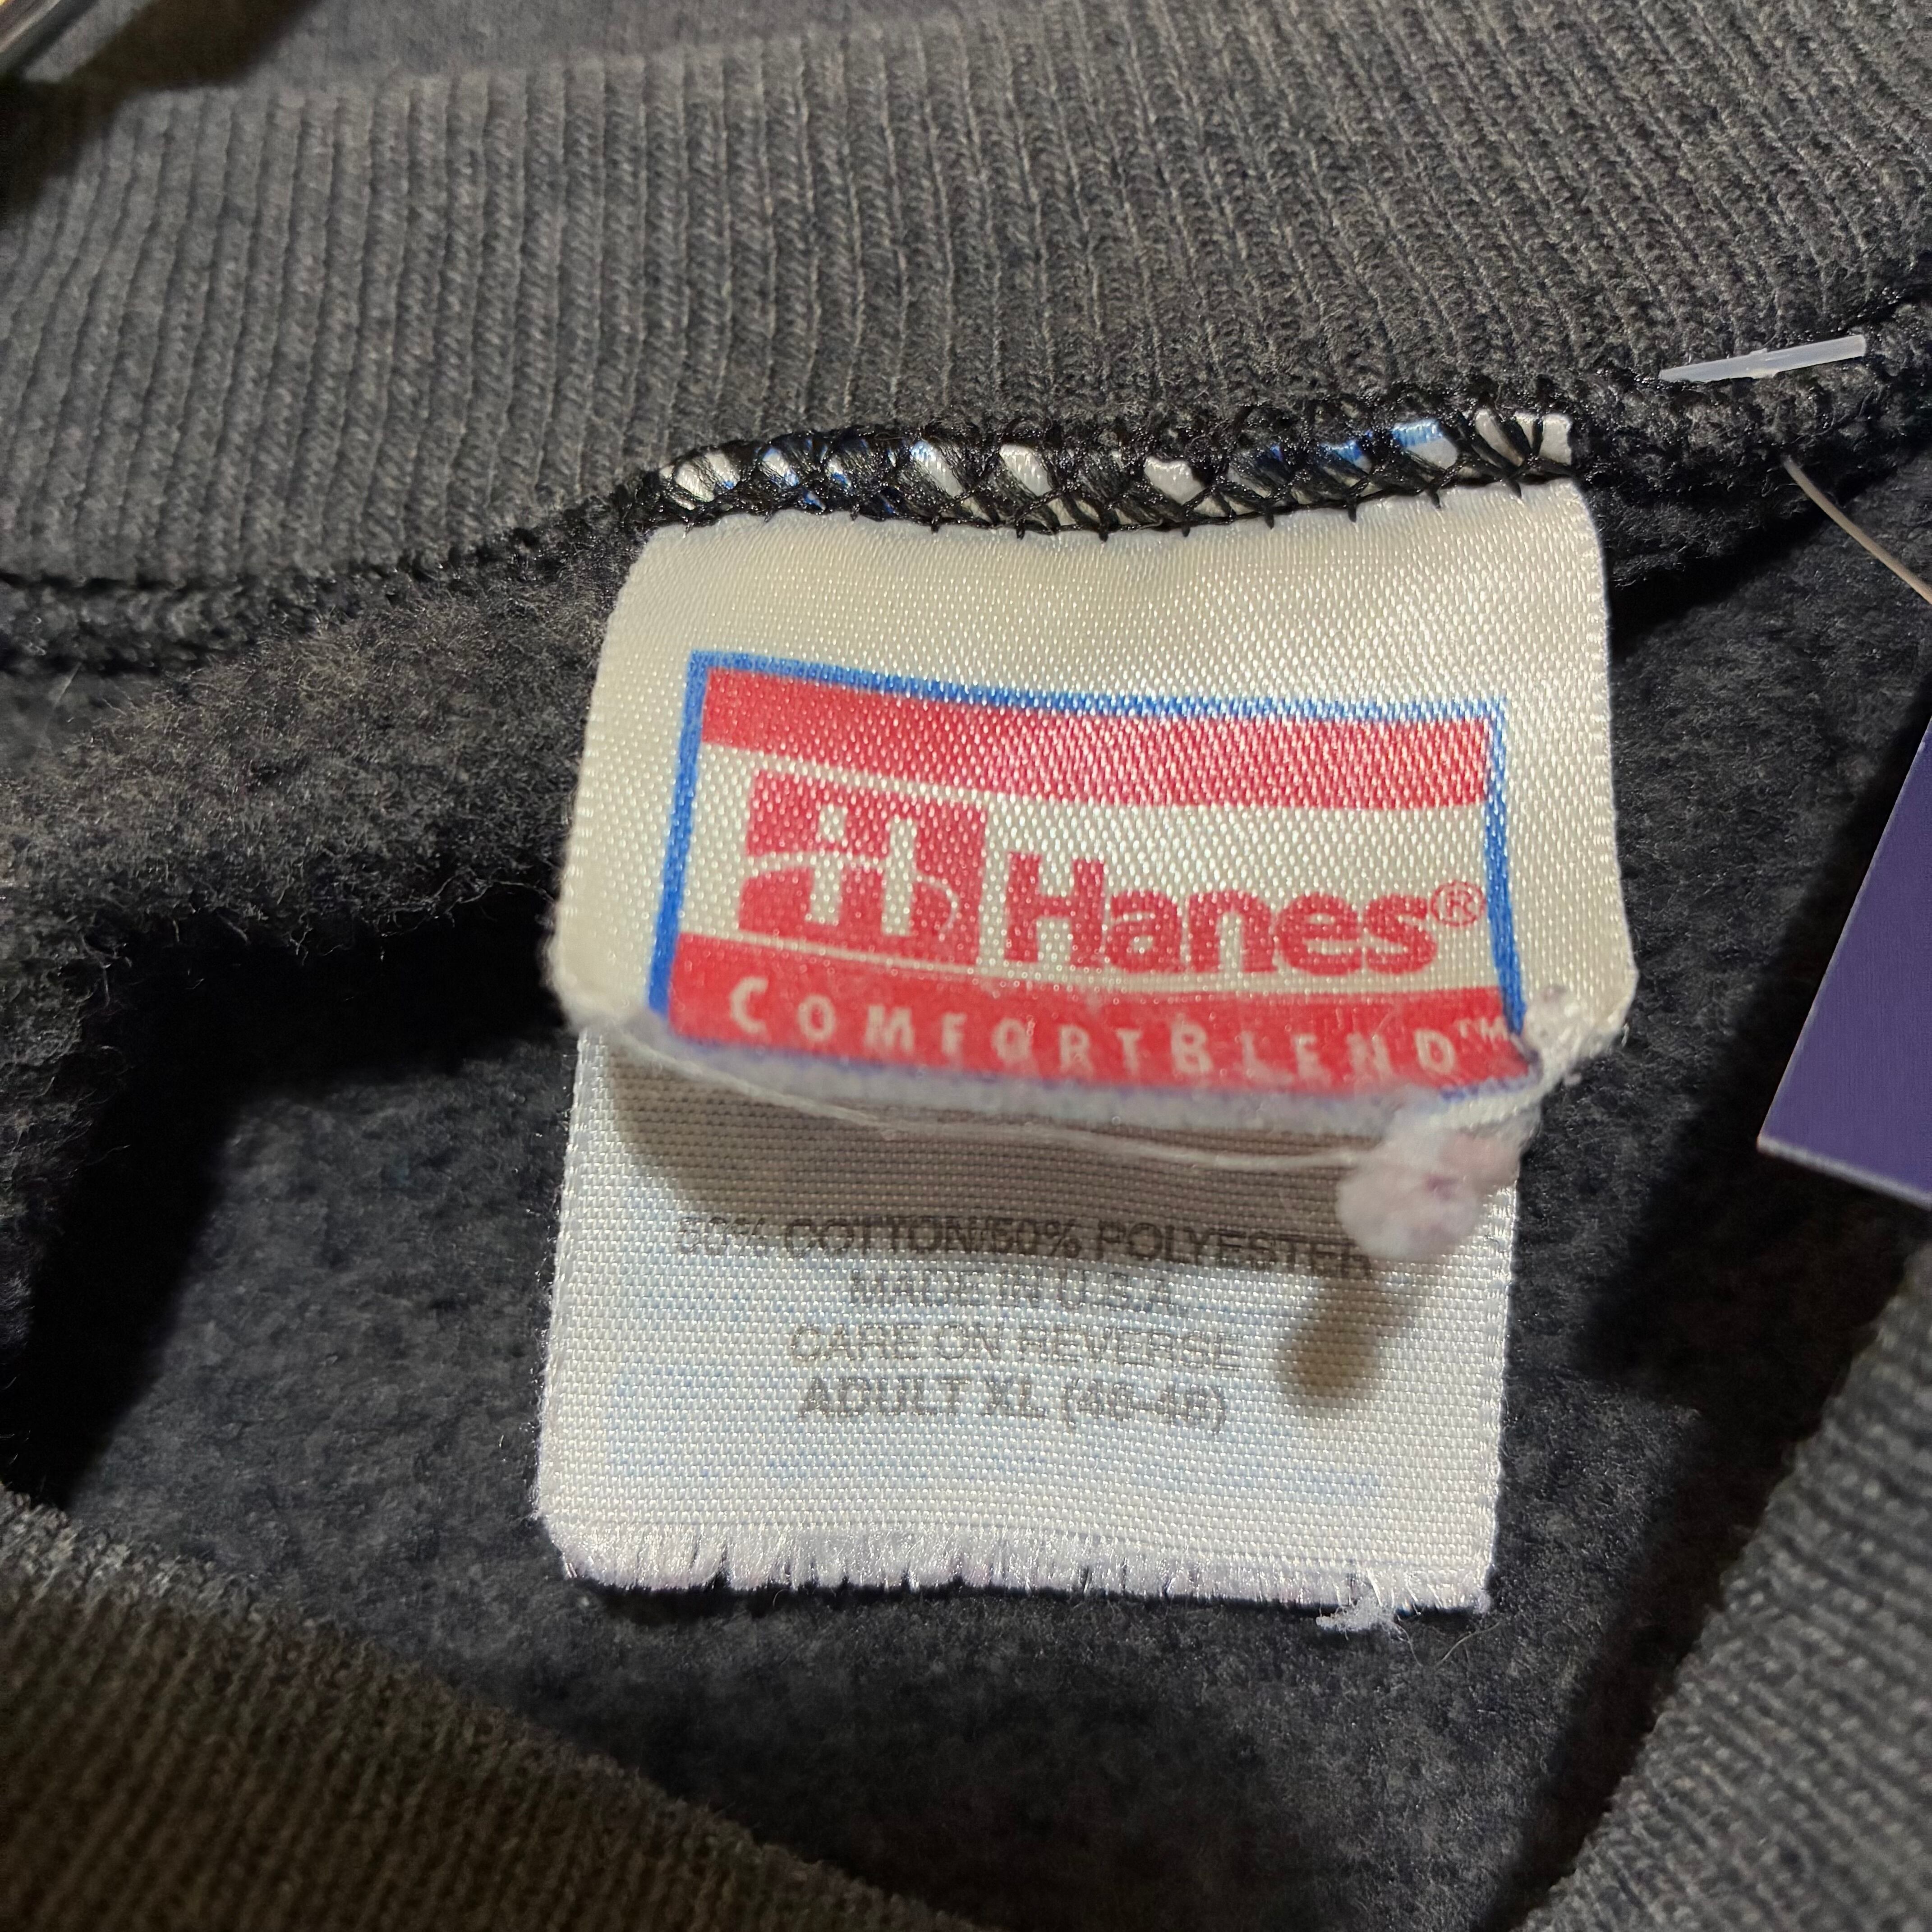 Hanes®
COMFORTBLEND™
50% COTTON/50% POLYESTER
MADE IN U.S.A.
CARE ON REVERSE
ADULT XL (46-48)